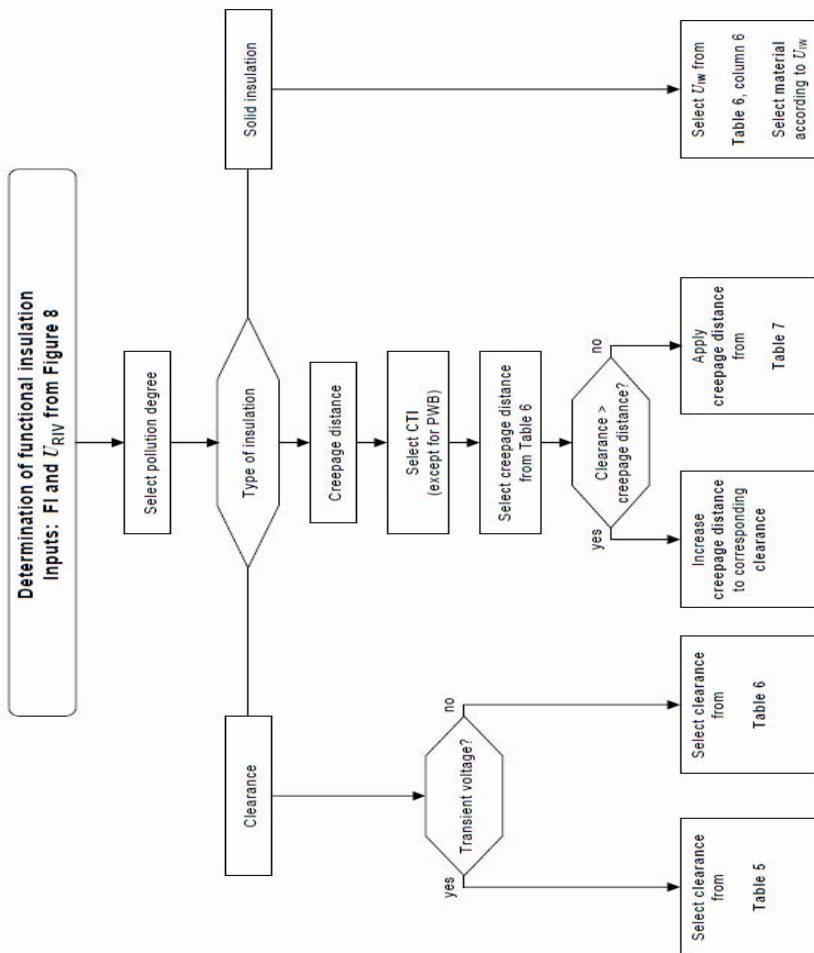 Determination of functional insulation
Inputs: FI and URIV from Figure 8
Select pollution degree
Type of insulation
Clearance
Solid insulation
Creepage distance
Select CTI
(except for PWB)
Select creepage distance
from Table 6
Transient voltage?
yes
no
Clearance >
creepage distance?
yes
no
Select clearance
from
Table 5
Select clearance
from
Table 6
Increase
creepage distance
to corresponding
clearance
Apply
creepage distance
from
Table 7
Select UIW from
Table 6, column 6
Select material
according to UIW